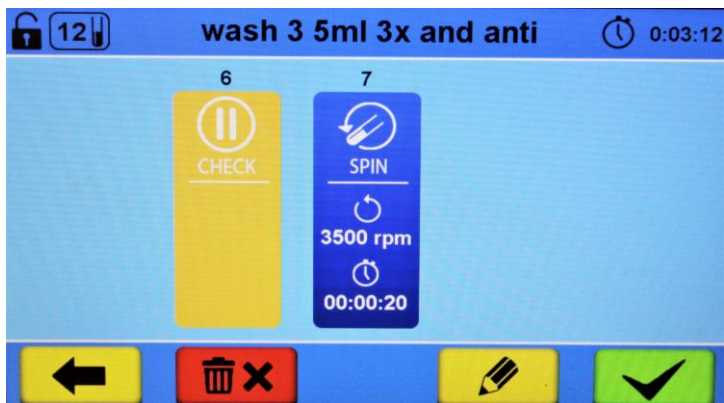 12 wash 3 5ml 3x and anti 0:03:12
6 7
CHECK SPIN
3500 rpm
00:00:20